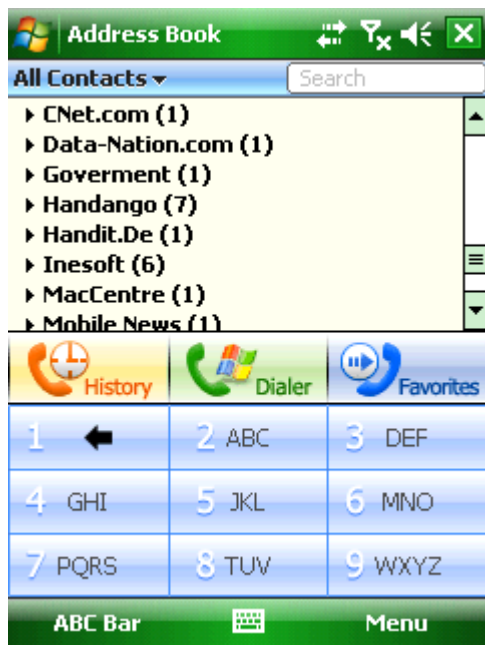 Address Book
All Contacts Search
CNet.com (1)
Data-Nation.com (1)
Goverment (1)
Handango (7)
Handit.De (1)
Inesoft (6)
MacCentre (1)
Mobile News (1)
History Dialer Favorites
1 2 ABC 3 DEF
4 GHI 5 JKL 6 MNO
7 PQRS 8 TUV 9 WXYZ
ABC Bar Menu